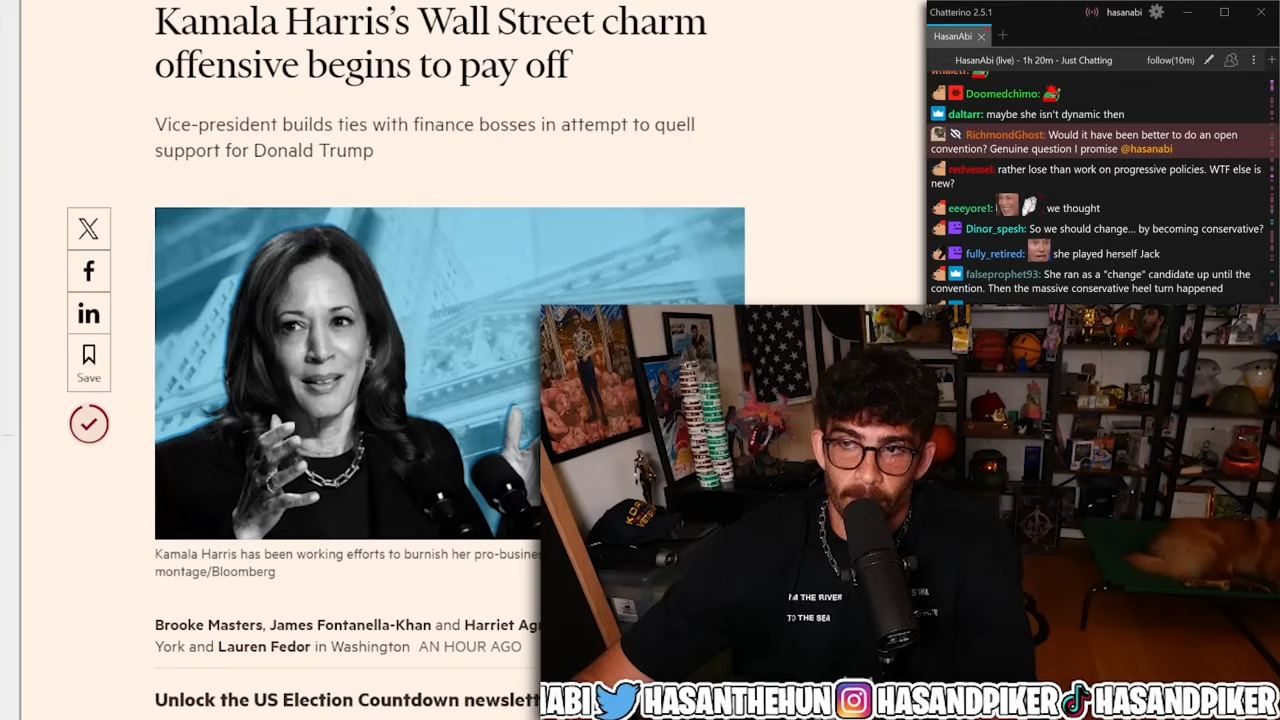 Kamala Harris's Wall Street charm
offensive begins to pay off
Vice-president builds ties with finance bosses in attempt to quell
support for Donald Trump
Save
Kamala Harris has been working efforts to burnish her pro-busine
montage/Bloomberg
Brooke Masters, James Fontanella-Khan and Harriet Ag
York and Lauren Fedor in Washington AN HOUR AGO
Unlock the US Election Countdown newslett
Chatterino 2.5.1
hasanabi
HasanAbi
HasanAbi (live) - 1h 20m - Just Chatting
follow(10m)
Doomedchimo:
daltarr: maybe she isn't dynamic then
RichmondGhost: Would it have been better to do an open
convention? Genuine question I promise @hasanabi
redvessel: rather lose than work on progressive policies. WTF else is
new?
eeeyore1: we thought
Dinor_spesh: So we should change... by becoming conservative?
fully_retired: she played herself Jack
falseprophet93: She ran as a "change" candidate up until the
convention. Then the massive conservative heel turn happened
THE RIVER
TO THE SEA
ABI HASANTHEHUN HASANDPIKER HASANDPIKER